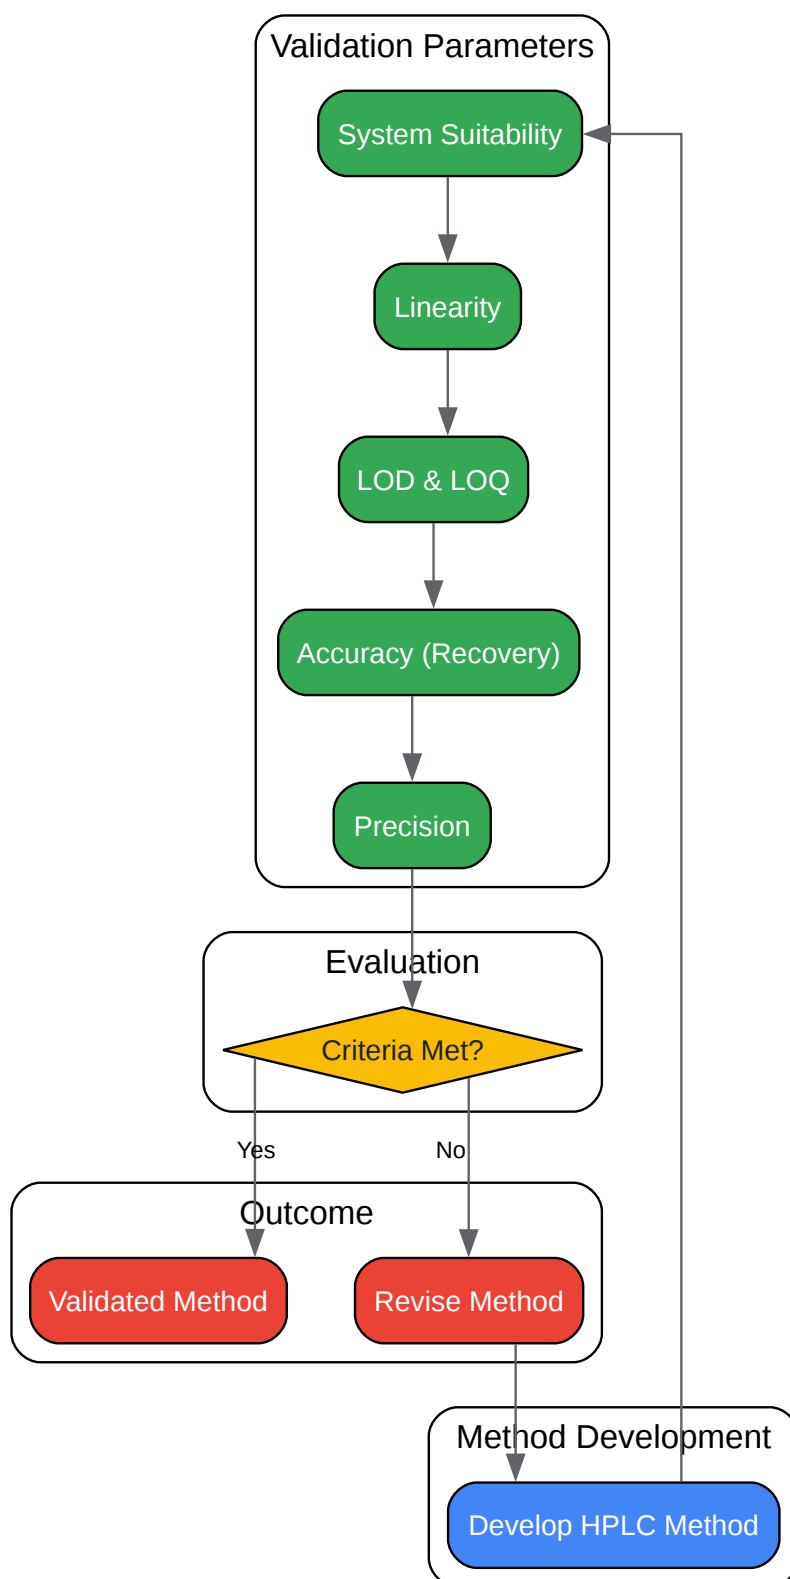 Validation Parameters
System Suitability
Linearity
LOD & LOQ
Accuracy (Recovery)
Precision
Evaluation
Criteria Met?
Yes
No
Outcome
Validated Method
Revise Method
Method Development
Develop HPLC Method